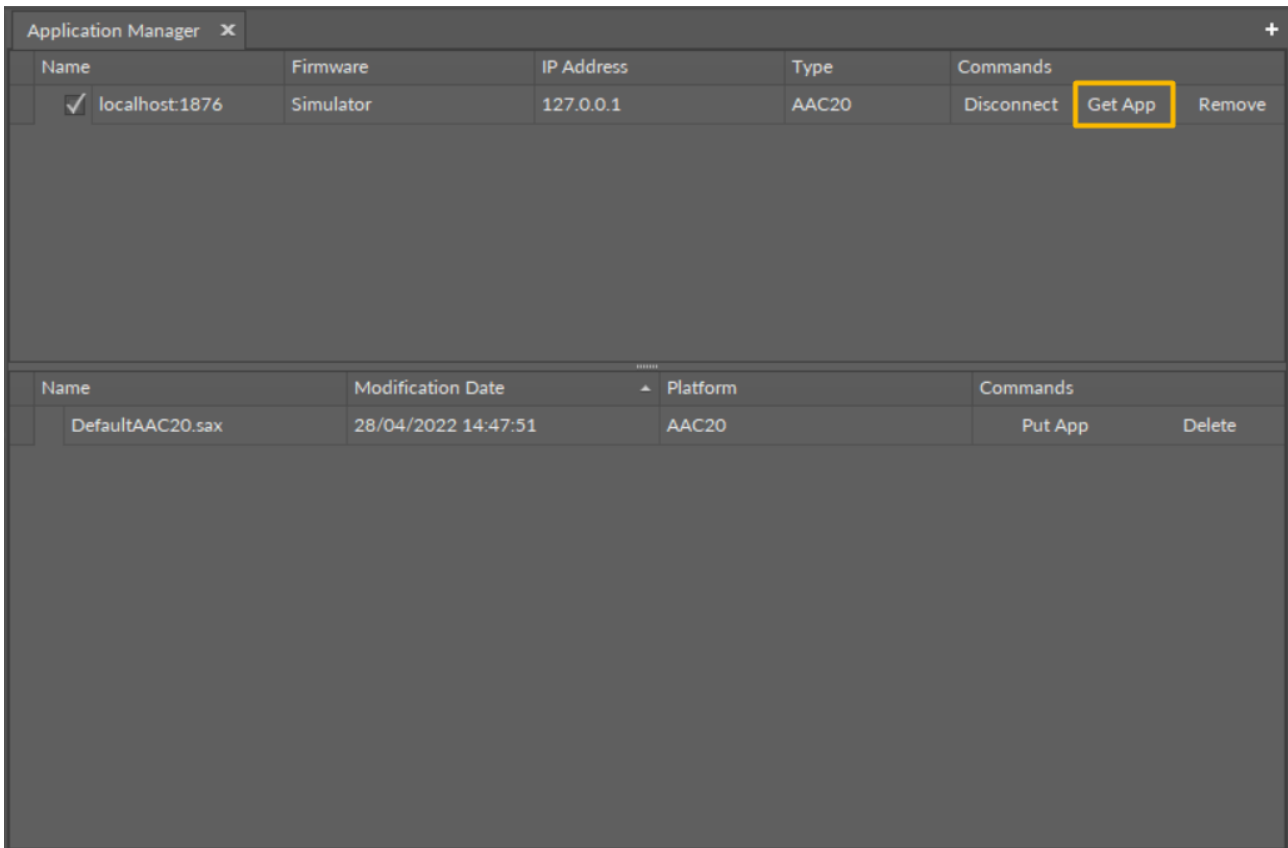 Application Manager x +
Name Firmware IP Address Type Commands
localhost:1876 Simulator 127.0.0.1 AAC20 Disconnect Get App Remove
Name Modification Date Platform Commands
DefaultAAC20.sax 28/04/2022 14:47:51 AAC20 Put App Delete